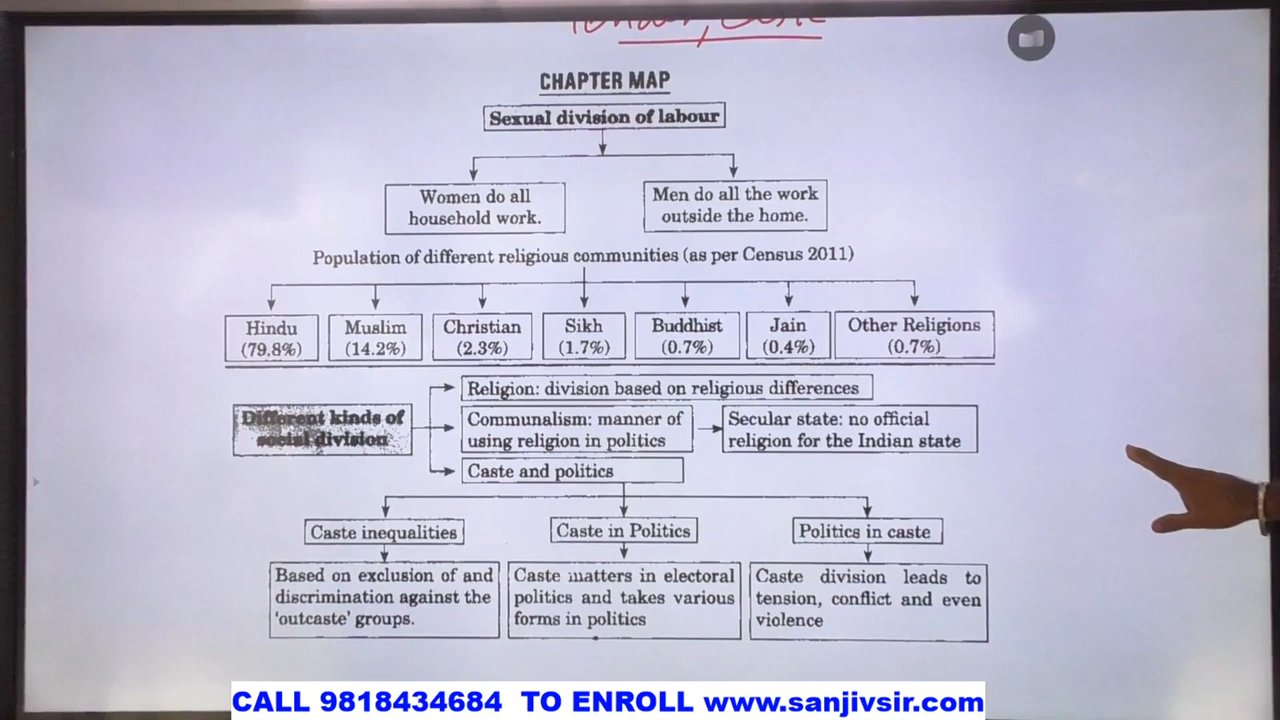 CHAPTER MAP
Sexual division of labour
Women do all
household work.
Men do all the work
outside the home.
Population of different religious communities (as per Census 2011)
Hindu
(79.8%)
Muslim
(14.2%)
Christian
(2.3%)
Sikh
(1.7%)
Buddhist
(0.7%)
Jain
(0.4%)
Other Religions
(0.7%)
Different kinds of
social division
Religion: division based on religious differences
Communalism: manner of
using religion in politics
Secular state: no official
religion for the Indian state
Caste and politics
Caste inequalities
Based on exclusion of and
discrimination against the
'outcaste' groups.
Caste in Politics
Caste matters in electoral
politics and takes various
forms in politics
Politics in caste
Caste division leads to
tension, conflict and even
violence
CALL 9818434684 TO ENROLL www.sanjivsir.com